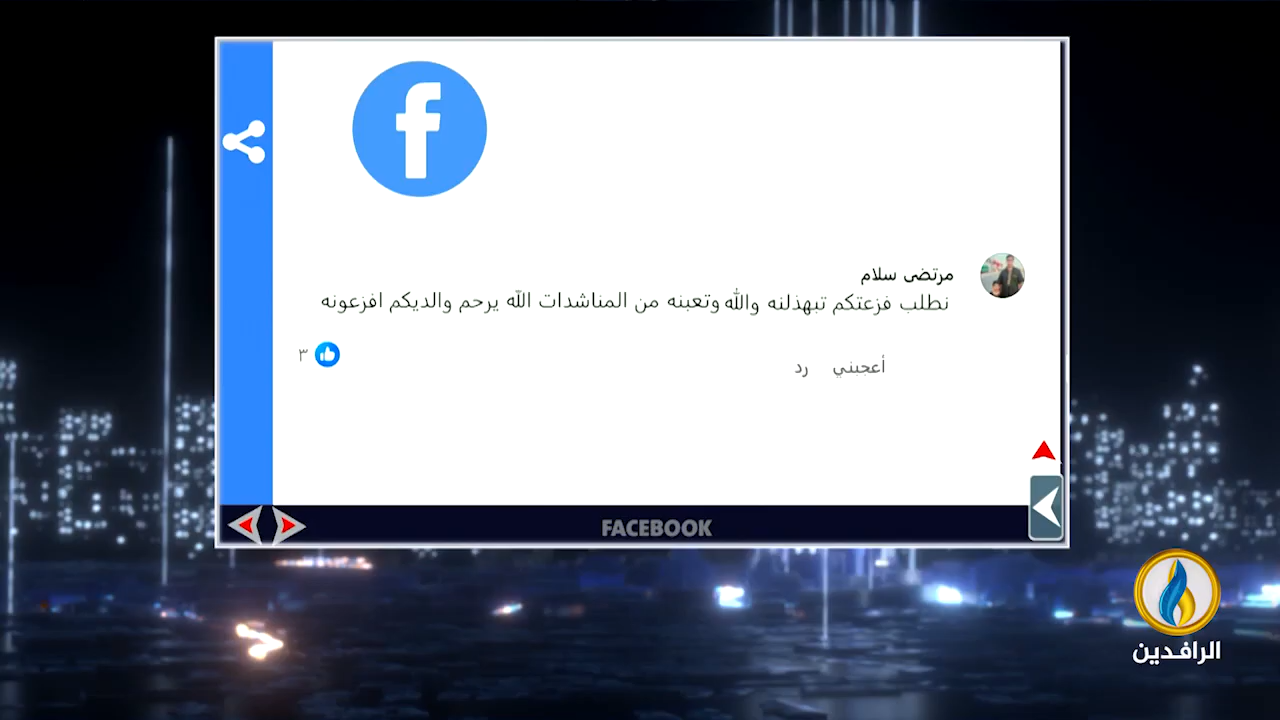 مرتضى سلام
نطلب فزعتكم تبهذلنه والله وتعبنه من المناشدات الله يرحم والديكم افزعونه
٣
أعجبني رد
FACEBOOK
الرافدين